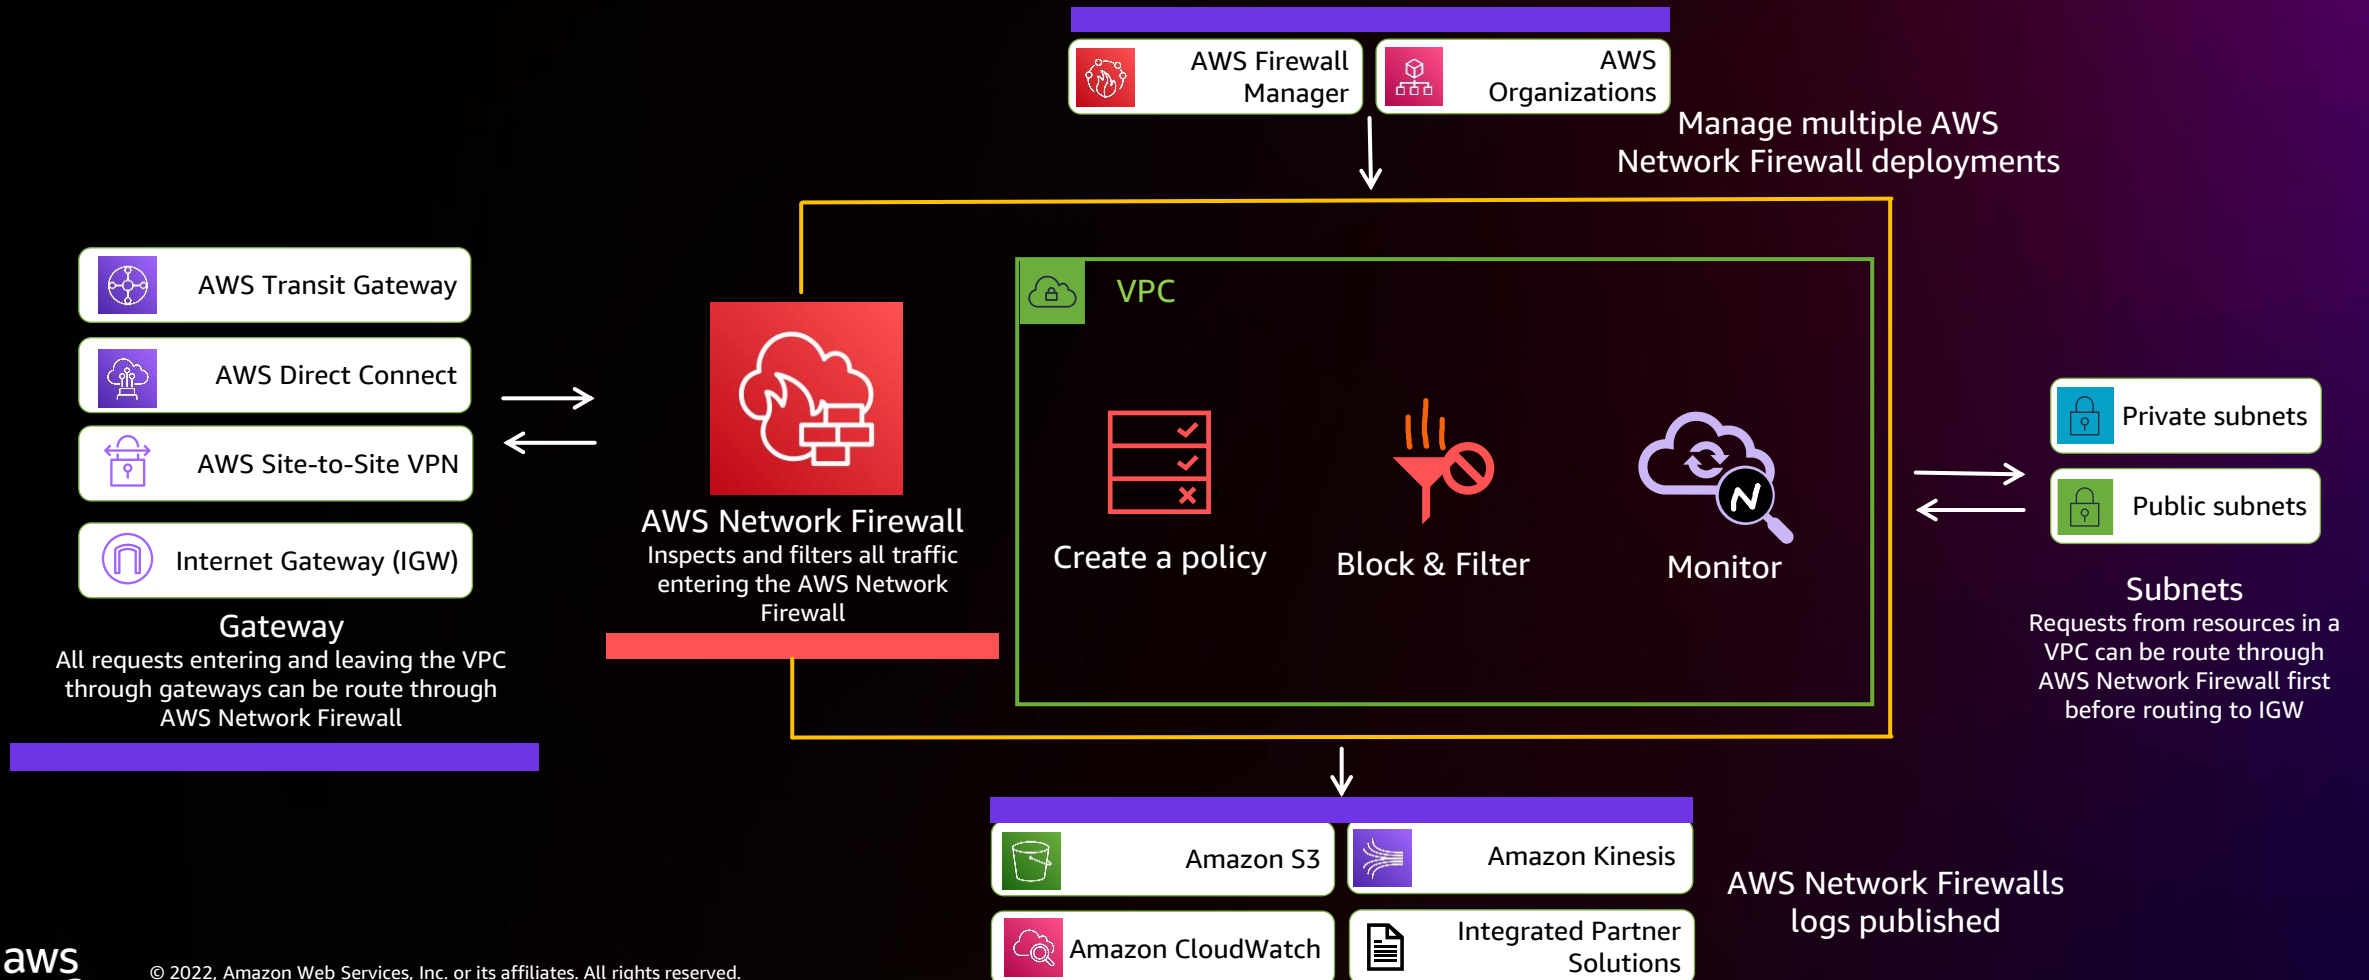 AWS Firewall
Manager
AWS
Organizations
Manage multiple AWS
Network Firewall deployments
AWS Transit Gateway
AWS Direct Connect
AWS Site-to-Site VPN
Internet Gateway (IGW)
Gateway
All requests entering and leaving the VPC
through gateways can be route through
AWS Network Firewall
AWS Network Firewall
Inspects and filters all traffic
entering the AWS Network
Firewall
VPC
Create a policy
Block & Filter
N
Monitor
Private subnets
Public subnets
Subnets
Requests from resources in a
VPC can be route through
AWS Network Firewall first
before routing to IGW
Amazon S3
Amazon Kinesis
Amazon CloudWatch
Integrated Partner
Solutions
AWS Network Firewalls
logs published
aws
© 2022, Amazon Web Services, Inc. or its affiliates. All rights reserved.